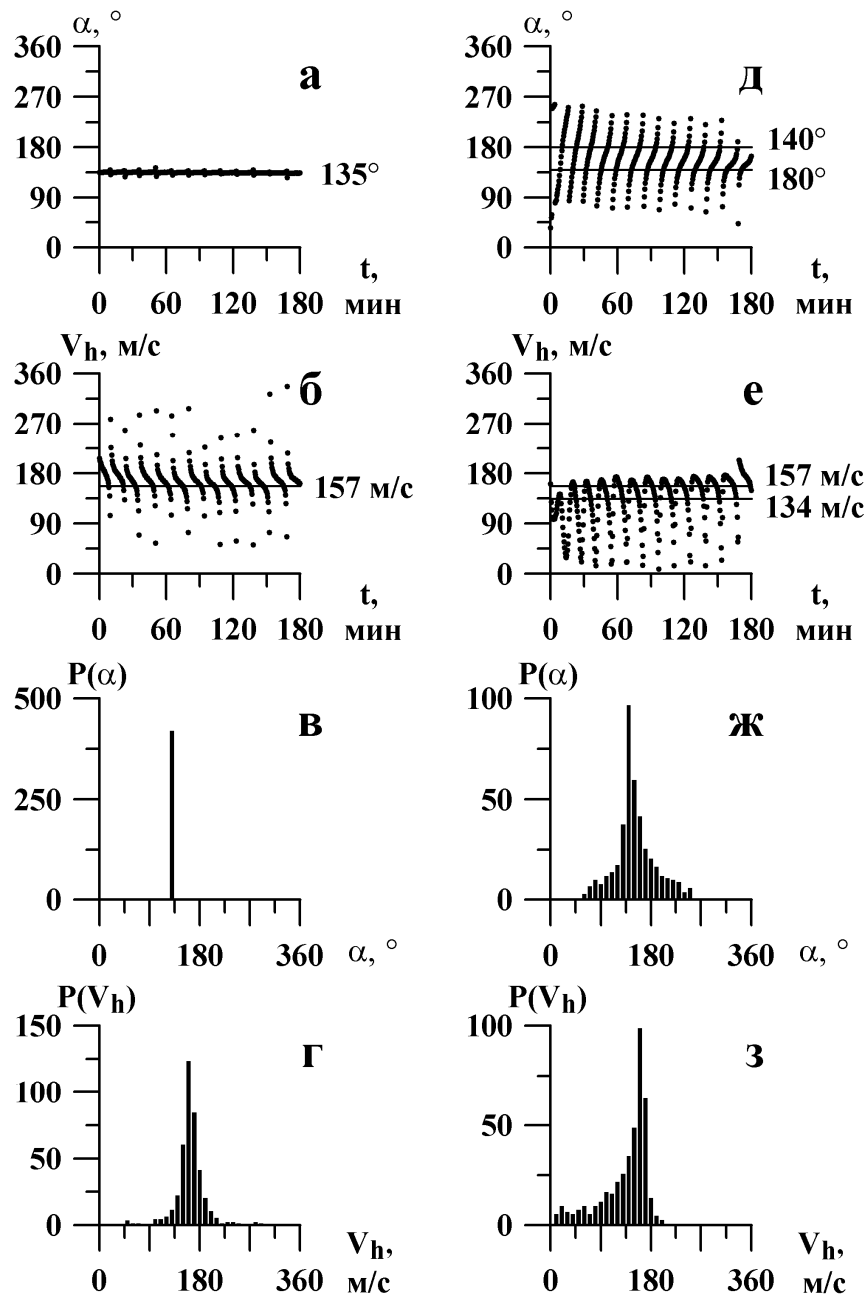 α, °
360
270
180
90
0
а
135°
t,
0 60 120 180 мин
α, °
360
270
180
90
0
д
140°
180°
t,
0 60 120 180 мин
V_h, м/с
360
270
180
90
0
б
157 м/с
t,
0 60 120 180 мин
V_h, м/с
360
270
180
90
0
е
157 м/с
134 м/с
t,
0 60 120 180 мин
P(α)
500
250
0
в
0 180 360 α, °
P(α)
100
50
0
ж
0 180 360 α, °
P(V_h)
150
100
50
0
г
V_h,
0 180 360 м/с
P(V_h)
100
50
0
з
V_h,
0 180 360 м/с